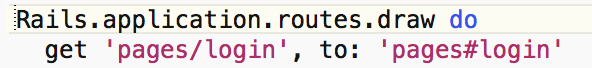 Rails.application.routes.draw do
  get 'pages/login', to: 'pages#login'